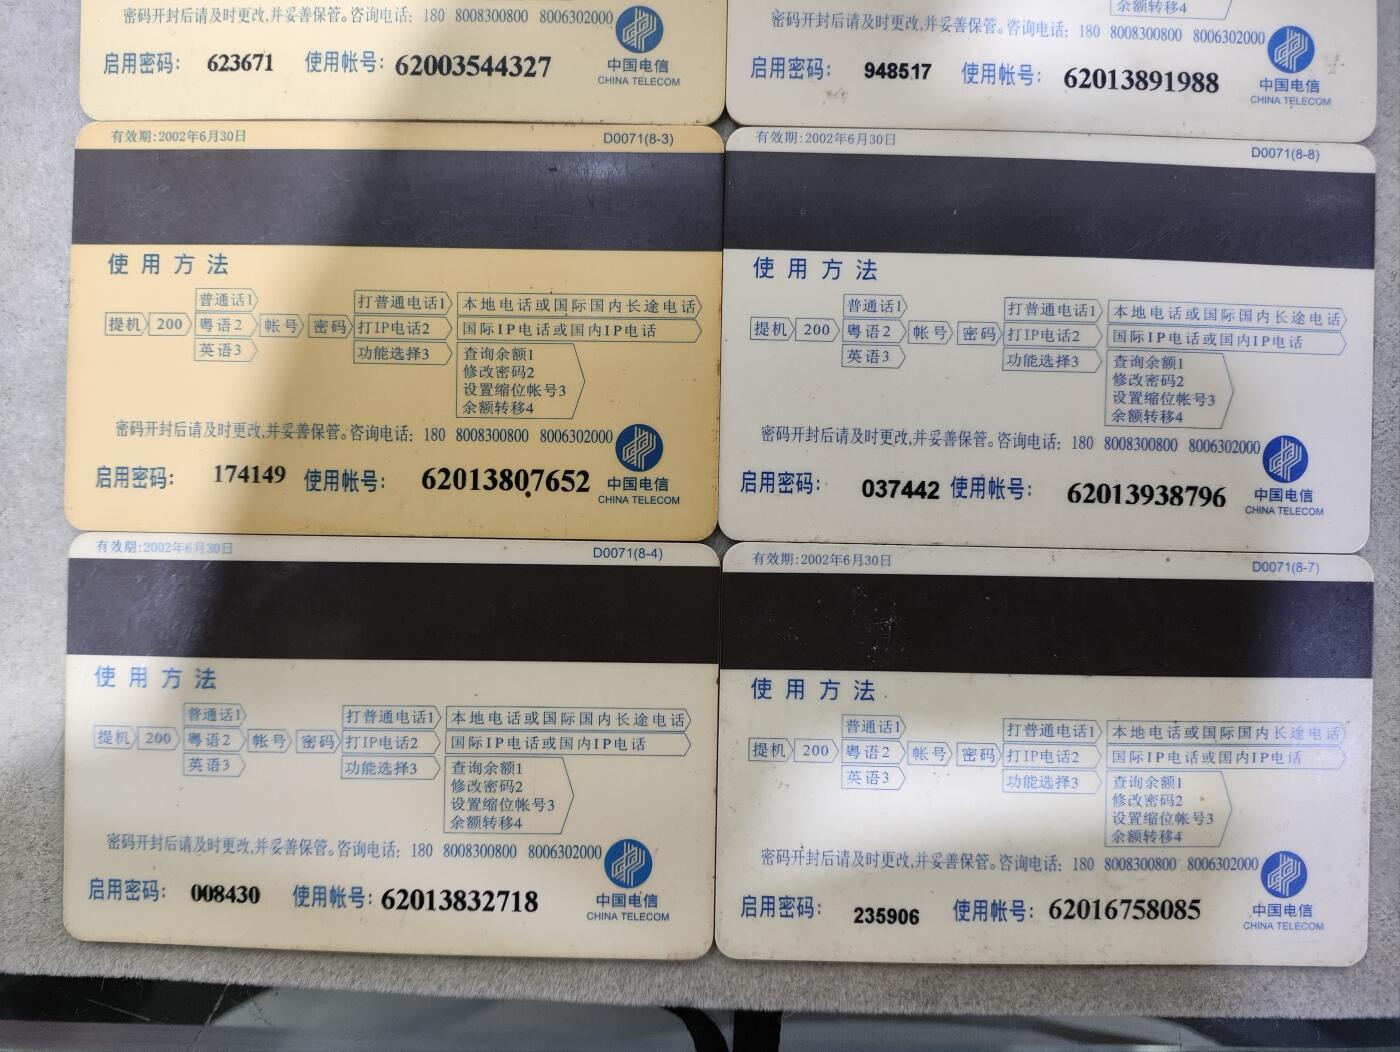 密码开封后请及时更改,并妥善保管。咨询电话: 180 8008300800 8006302000
启用密码: 623671 使用帐号: 62003544327
中国电信
CHINA TELECOM
余额转移4
密码开封后请及时更改,并妥善保管。咨询电话: 180 8008300800 8006302000
启用密码: 948517 使用帐号: 62013891988
中国电信
CHINA TELECOM
有效期:2002年6月30日 D0071(8-3)
使用方法
普通话1 打普通电话1 本地电话或国际国内长途电话
提机 200 粤语2 帐号 密码 打IP电话2 国际IP电话或国内IP电话
英语3 功能选择3 查询余额1
修改密码2
设置缩位帐号3
余额转移4
密码开封后请及时更改,并妥善保管。咨询电话: 180 8008300800 8006302000
启用密码: 174149 使用帐号: 62013807652
中国电信
CHINA TELECOM
有效期:2002年6月30日 D0071(8-8)
使用方法
普通话1 打普通电话1 本地电话或国际国内长途电话
提机 200 粤语2 帐号 密码 打IP电话2 国际IP电话或国内IP电话
英语3 功能选择3 查询余额1
修改密码2
设置缩位帐号3
余额转移4
密码开封后请及时更改,并妥善保管。咨询电话: 180 8008300800 8006302000
启用密码: 037442 使用帐号: 62013938796
中国电信
CHINA TELECOM
有效期:2002年6月30日 D0071(8-4)
使用方法
普通话1 打普通电话1 本地电话或国际国内长途电话
提机 200 粤语2 帐号 密码 打IP电话2 国际IP电话或国内IP电话
英语3 功能选择3 查询余额1
修改密码2
设置缩位帐号3
余额转移4
密码开封后请及时更改,并妥善保管。咨询电话: 180 8008300800 8006302000
启用密码: 008430 使用帐号: 62013832718
中国电信
CHINA TELECOM
有效期:2002年6月30日 D0071(8-7)
使用方法
普通话1 打普通电话1 本地电话或国际国内长途电话
提机 200 粤语2 帐号 密码 打IP电话2 国际IP电话或国内IP电话
英语3 功能选择3 查询余额1
修改密码2
设置缩位帐号3
余额转移4
密码开封后请及时更改,并妥善保管。咨询电话: 180 8008300800 8006302000
启用密码: 235906 使用帐号: 62016758085
中国电信
CHINA TELECOM